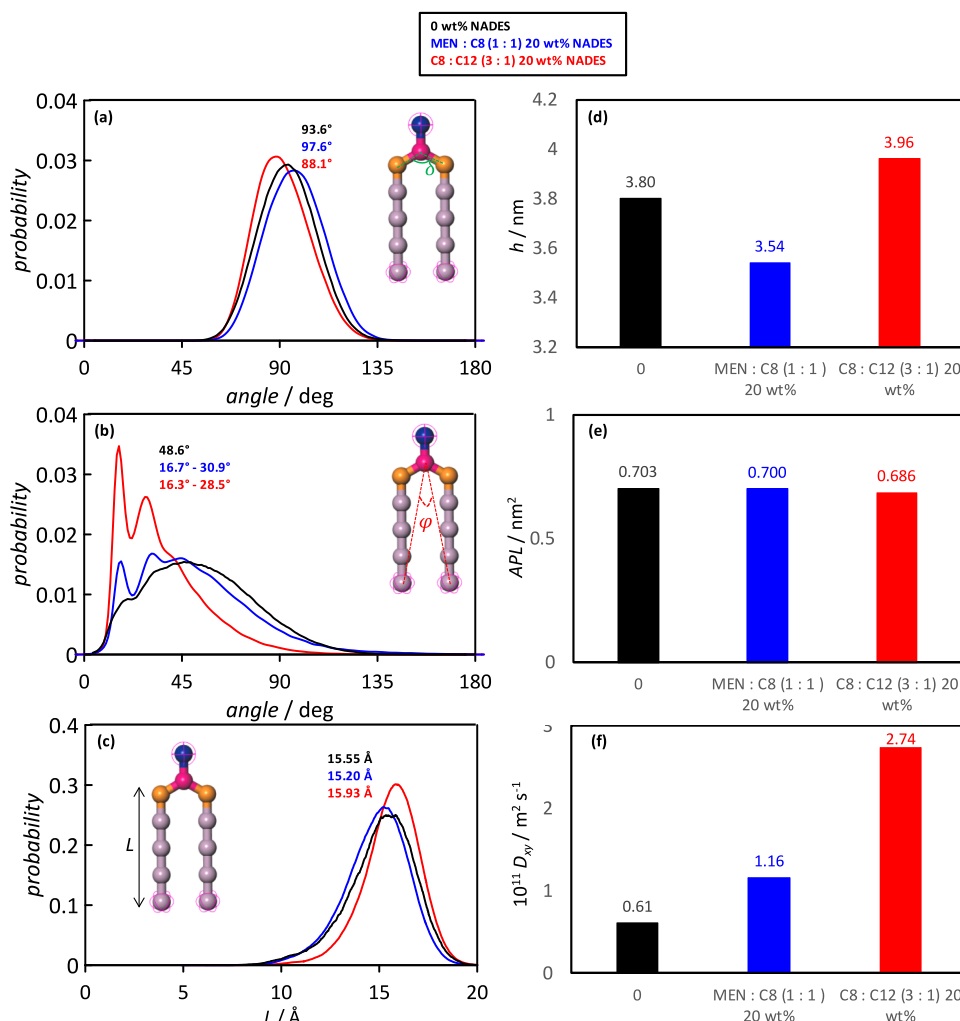 0 wt% NADES
MEN : C8 (1 : 1) 20 wt% NADES
C8 : C12 (3 : 1) 20 wt% NADES
(a)
probability
0.04
0.03
0.02
0.01
0
0
45
90
135
180
angle / deg
93.6°
97.6°
88.1°
δ
(d)
h / nm
4.2
4
3.8
3.6
3.4
3.2
3.80
3.54
3.96
0
MEN : C8 (1 : 1 )
20 wt%
C8 : C12 (3 : 1) 20
wt%
(b)
probability
0.04
0.03
0.02
0.01
0
0
45
90
135
180
angle / deg
48.6°
16.7° - 30.9°
16.3° - 28.5°
φ
(e)
APL / nm²
1
0.5
0
0.703
0.700
0.686
0
MEN : C8 (1 : 1 )
20 wt%
C8 : C12 (3 : 1) 20
wt%
(c)
probability
0.4
0.3
0.2
0.1
0
0
5
10
15
20
L / Å
L
15.55 Å
15.20 Å
15.93 Å
(f)
10¹¹ Dxy / m² s⁻¹
3
2
1
0
0.61
1.16
2.74
0
MEN : C8 (1 : 1 )
20 wt%
C8 : C12 (3 : 1) 20
wt%